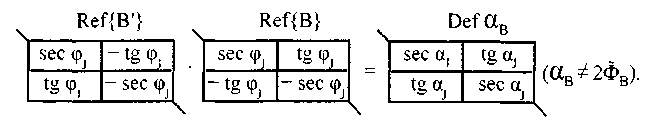 Ref{B'} Ref{B} Def α_B
sec φ_j − tg φ_j · sec φ_j tg φ_j = sec α_j tg α_j (α_B ≠ 2Φ̃_B).
tg φ_j − sec φ_j − tg φ_j − sec φ_j tg α_j sec α_j